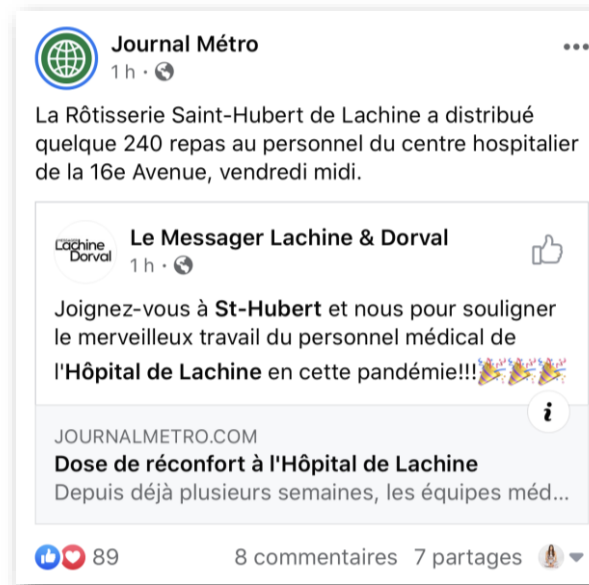 Journal Métro
1 h ·
La Rôtisserie Saint-Hubert de Lachine a distribué
quelque 240 repas au personnel du centre hospitalier
de la 16e Avenue, vendredi midi.
Lachine
Dorval
Le Messager Lachine & Dorval
1 h ·
Joignez-vous à St-Hubert et nous pour souligner
le merveilleux travail du personnel médical de
l'Hôpital de Lachine en cette pandémie!!!🎉🎉🎉
i
JOURNALMETRO.COM
Dose de réconfort à l'Hôpital de Lachine
Depuis déjà plusieurs semaines, les équipes méd...
89 8 commentaires 7 partages